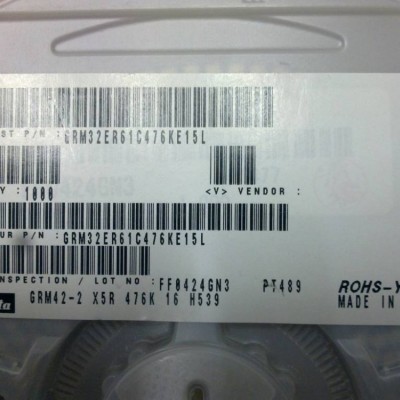 ST P/N :GRM32ER61C476KE15L
Y :1000
<V> VENDOR :
UR P/N :GRM32ER61C476KE15L
NSPECTION / LOT NO :FF0424GN3 PT489 ROHS-Y
GRM42-2 X5R 476K 16 H539 MADE IN